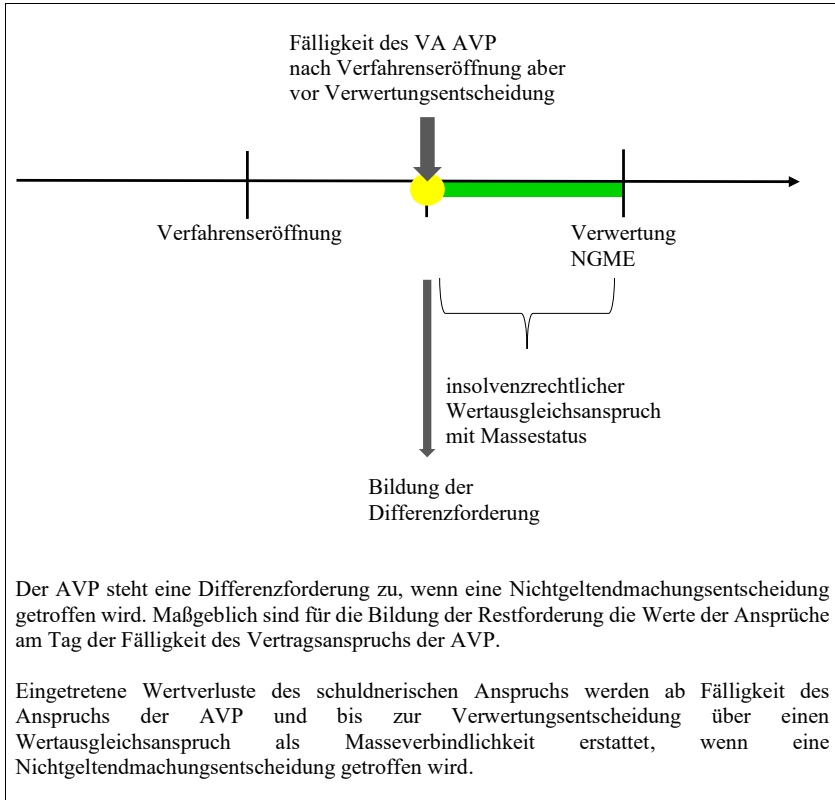 Fälligkeit des VA AVP
nach Verfahrenseröffnung aber
vor Verwertungsentscheidung
Verfahrenseröffnung
Verwertung
NGME
insolvenzrechtlicher
Wertausgleichsanspruch
mit Massestatus
Bildung der
Differenzforderung
Der AVP steht eine Differenzforderung zu, wenn eine Nichtgeltendmachungsentscheidung
getroffen wird. Maßgeblich sind für die Bildung der Restforderung die Werte der Ansprüche
am Tag der Fälligkeit des Vertragsanspruchs der AVP.
Eingetretene Wertverluste des schuldnerischen Anspruchs werden ab Fälligkeit des
Anspruchs der AVP und bis zur Verwertungsentscheidung über einen
Wertausgleichsanspruch als Masseverbindlichkeit erstattet, wenn eine
Nichtgeltendmachungsentscheidung getroffen wird.